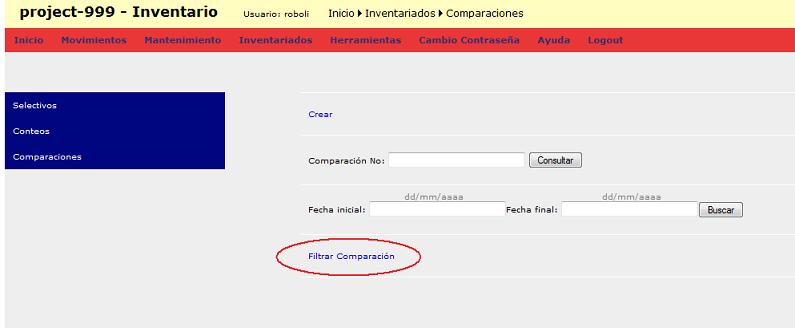 project-999 - Inventario Usuario: roboli Inicio Inventariados Comparaciones
Inicio Movimientos Mantenimiento Inventariados Herramientas Cambio Contraseña Ayuda Logout
Selectivos
Conteos
Comparaciones
Crear
Comparación No: Consultar
dd/mm/aaaa dd/mm/aaaa
Fecha inicial: Fecha final: Buscar
Filtrar Comparación